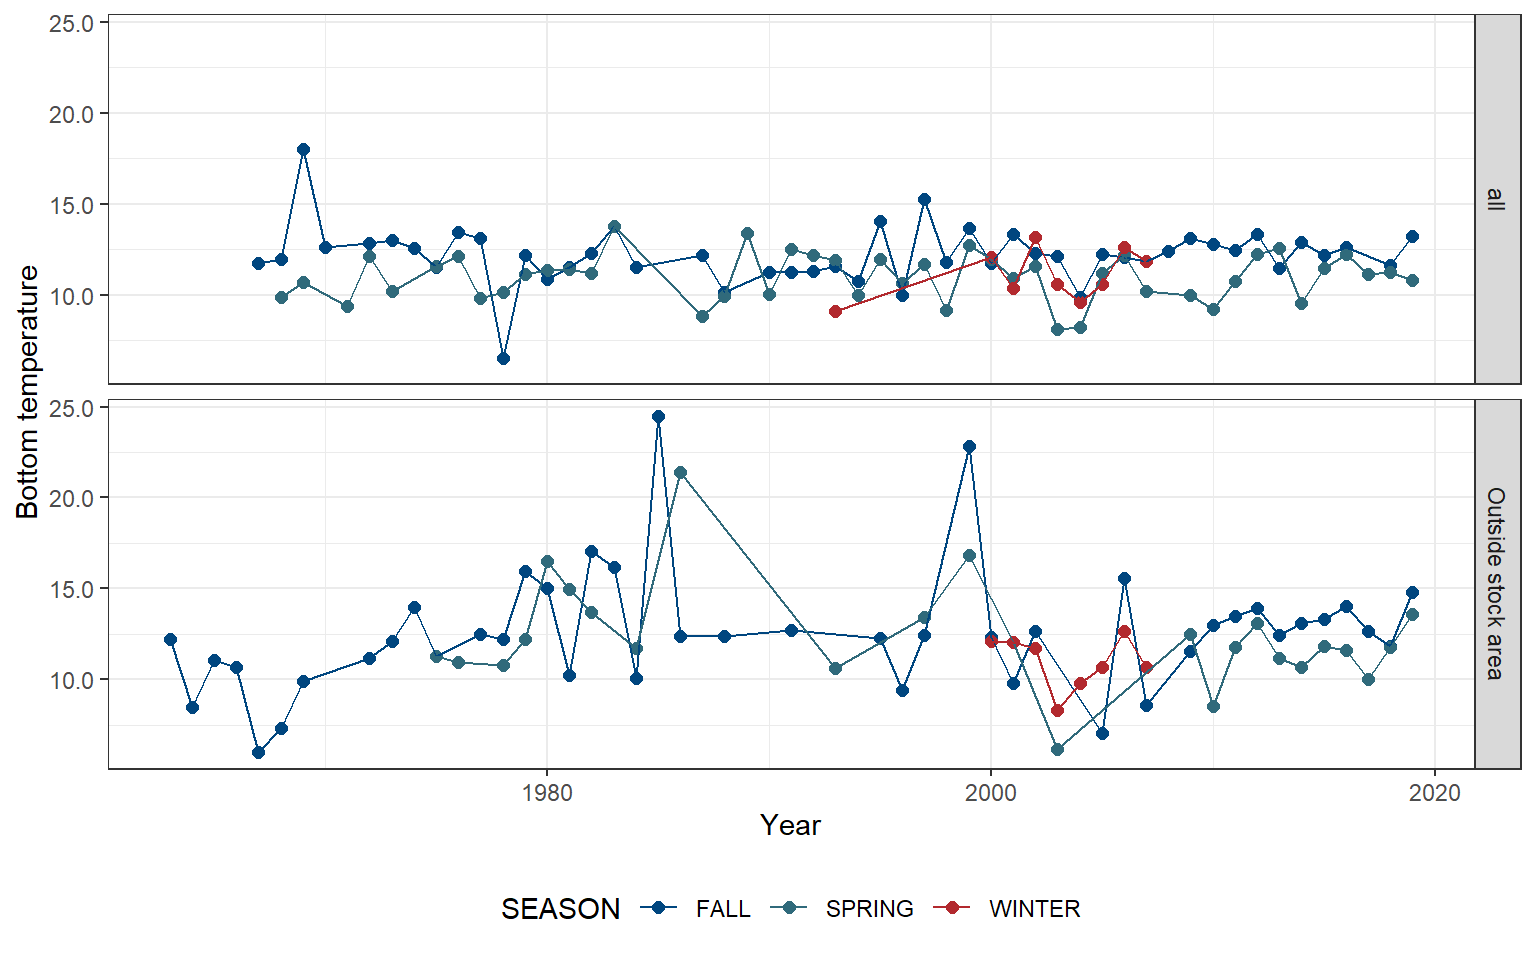 Bottom temperature
25.0
20.0
15.0
10.0
all
25.0
20.0
15.0
10.0
Outside stock area
1980 2000 2020
Year
SEASON FALL SPRING WINTER